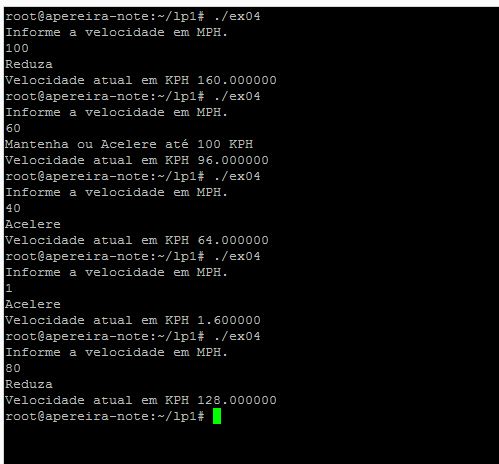 root@apereira-note:~/lp1# ./ex04
Informe a velocidade em MPH.
100
Reduza
Velocidade atual em KPH 160.000000
root@apereira-note:~/lp1# ./ex04
Informe a velocidade em MPH.
60
Mantenha ou Acelere até 100 KPH
Velocidade atual em KPH 96.000000
root@apereira-note:~/lp1# ./ex04
Informe a velocidade em MPH.
40
Acelere
Velocidade atual em KPH 64.000000
root@apereira-note:~/lp1# ./ex04
Informe a velocidade em MPH.
1
Acelere
Velocidade atual em KPH 1.600000
root@apereira-note:~/lp1# ./ex04
Informe a velocidade em MPH.
80
Reduza
Velocidade atual em KPH 128.000000
root@apereira-note:~/lp1#